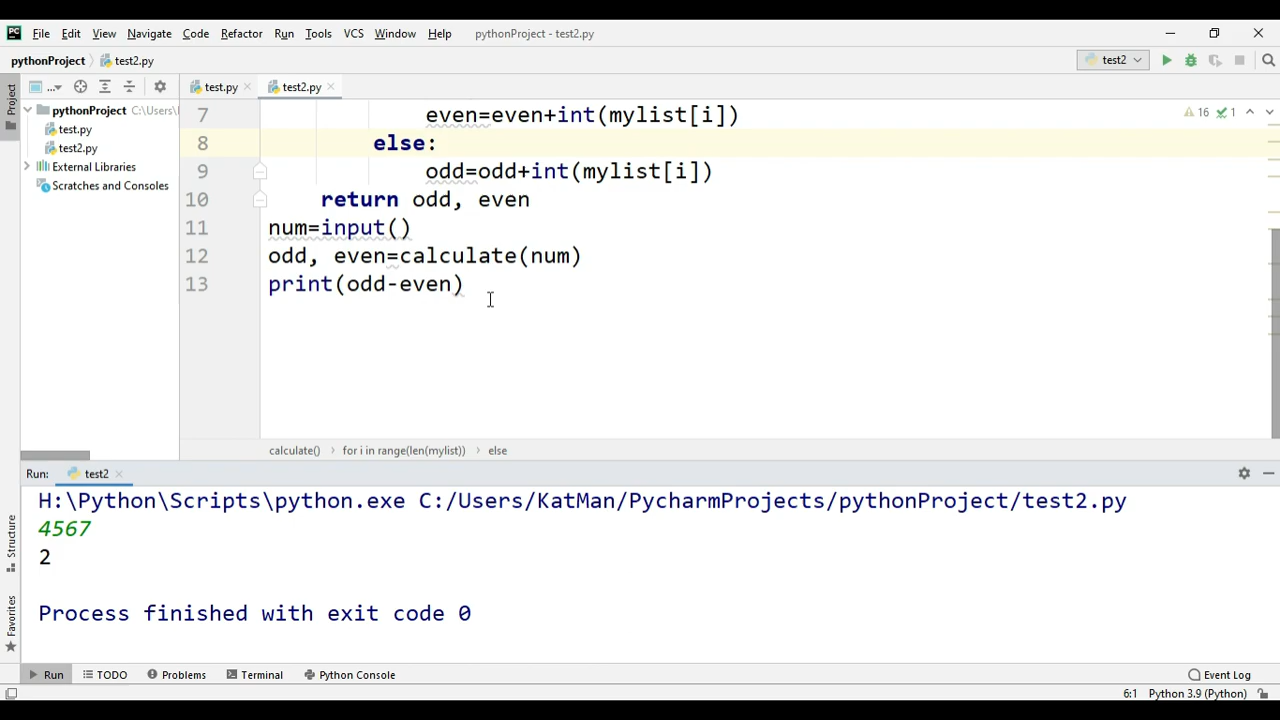 File Edit View Navigate Code Refactor Run Tools VCS Window Help pythonProject - test2.py
pythonProject test2.py test2
Project ... test.py test2.py
pythonProject C:\Users\
test.py
test2.py
External Libraries
Scratches and Consoles
16 1
7 even=even+int(mylist[i])
8 else:
9 odd=odd+int(mylist[i])
10 return odd, even
11 num=input()
12 odd, even=calculate(num)
13 print(odd-even)
calculate() for i in range(len(mylist)) else
Run: test2
H:\Python\Scripts\python.exe C:/Users/KatMan/PycharmProjects/pythonProject/test2.py
4567
2
Process finished with exit code 0
Structure
Favorites
Run TODO Problems Terminal Python Console Event Log
6:1 Python 3.9 (Python)